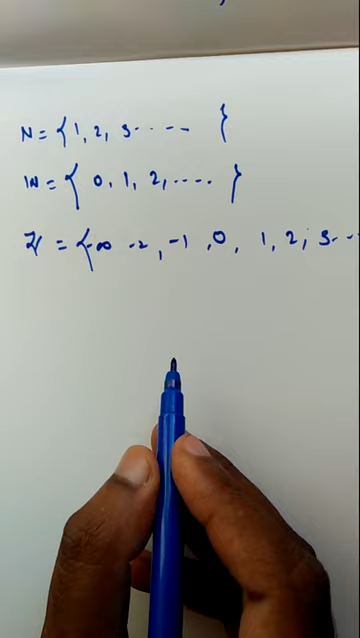 N = { 1, 2, 3 ..... }
W = { 0, 1, 2, ..... }
Z = { -∞ -2, -1, 0, 1, 2, 3...